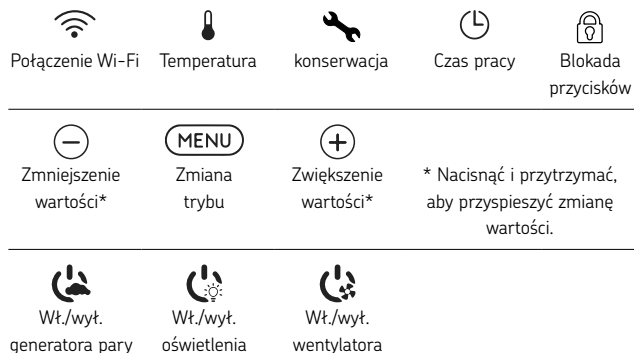 Połączenie Wi-Fi
Temperatura
konserwacja
Czas pracy
Blokada
przycisków
MENU
Zmniejszenie
wartości*
Zmiana
trybu
Zwiększenie
wartości*
* Nacisnąć i przytrzymać,
aby przyspieszyć zmianę
wartości.
Wł./wył.
generatora pary
Wł./wył.
oświetlenia
Wł./wył.
wentylatora